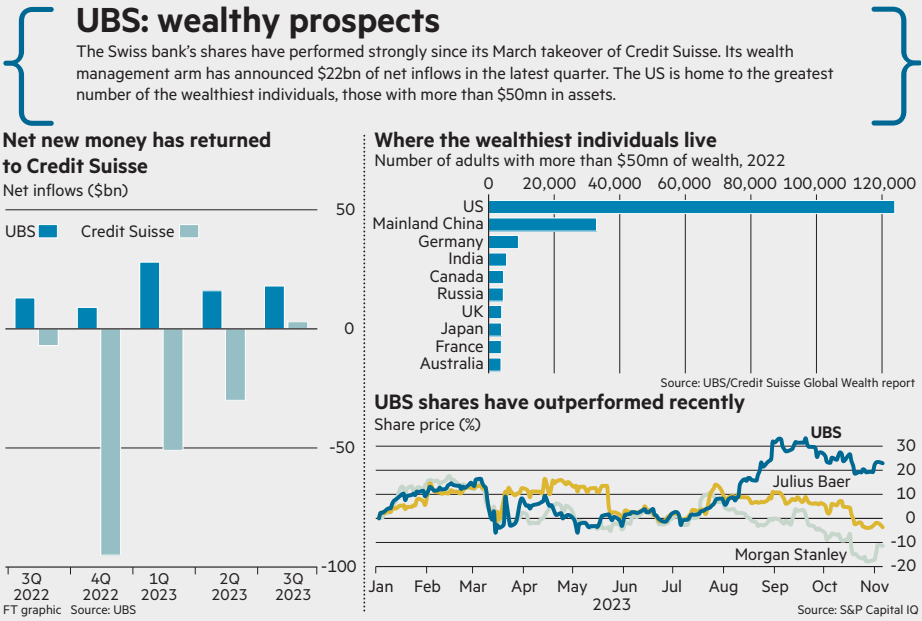 UBS: wealthy prospects
The Swiss bank's shares have performed strongly since its March takeover of Credit Suisse. Its wealth
management arm has announced $22bn of net inflows in the latest quarter. The US is home to the greatest
number of the wealthiest individuals, those with more than $50mn in assets.
Net new money has returned
to Credit Suisse
Net inflows ($bn)
50
UBS Credit Suisse
0
-50
-100
3Q 4Q 1Q 2Q 3Q
2022 2022 2023 2023 2023
FT graphic Source: UBS
Where the wealthiest individuals live
Number of adults with more than $50mn of wealth, 2022
0 20,000 40,000 60,000 80,000 100,000 120,000
US
Mainland China
Germany
India
Canada
Russia
UK
Japan
France
Australia
Source: UBS/Credit Suisse Global Wealth report
UBS shares have outperformed recently
Share price (%)
UBS
30
20
Julius Baer
10
0
-10
Morgan Stanley
-20
Jan Feb Mar Apr May Jun Jul Aug Sep Oct Nov
2023
Source: S&P Capital IQ